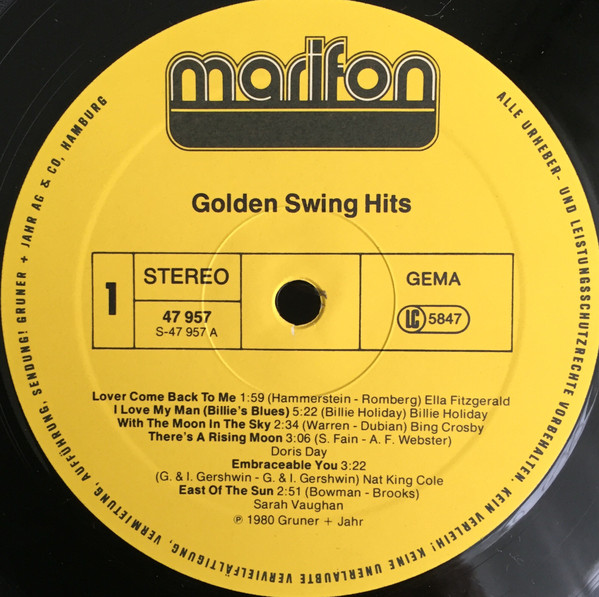 marifon
Golden Swing Hits
1
STEREO
47 957
S-47 957 A
GEMA
LC 5847
Lover Come Back To Me 1:59 (Hammerstein - Romberg) Ella Fitzgerald
I Love My Man (Billie's Blues) 5:22 (Billie Holiday) Billie Holiday
With The Moon In The Sky 2:34 (Warren - Dubian) Bing Crosby
There's A Rising Moon 3:06 (S. Fain - A. F. Webster)
Doris Day
Embraceable You 3:22
(G. & I. Gershwin - G. & I. Gershwin) Nat King Cole
East Of The Sun 2:51 (Bowman - Brooks)
Sarah Vaughan
℗ 1980 Gruner + Jahr
ALLE URHEBER- UND LEISTUNGSSCHUTZRECHTE VORBEHALTEN. KEIN VERLEIH! KEINE UNERLAUBTE VERVIELFÄLTIGUNG, VERMIETUNG, AUFFÜHRUNG, SENDUNG! GRUNER + JAHR AG & CO, HAMBURG